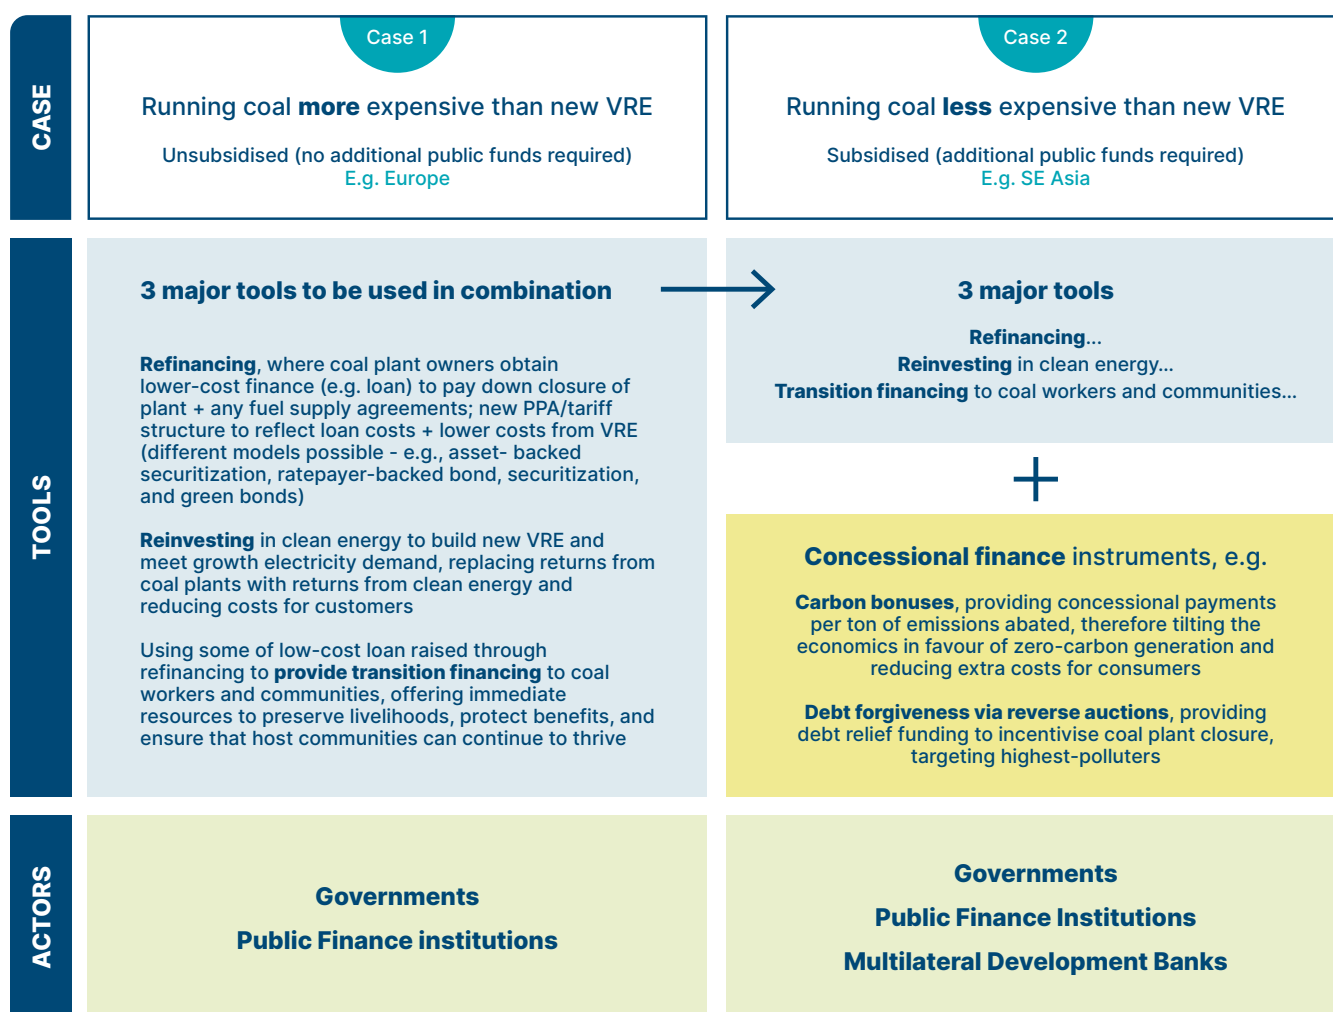 CASE
Case 1
Running coal more expensive than new VRE
Unsubsidised (no additional public funds required)
E.g. Europe
Case 2
Running coal less expensive than new VRE
Subsidised (additional public funds required)
E.g. SE Asia
TOOLS
3 major tools to be used in combination
Refinancing, where coal plant owners obtain
lower-cost finance (e.g. loan) to pay down closure of
plant + any fuel supply agreements; new PPA/tariff
structure to reflect loan costs + lower costs from VRE
(different models possible - e.g., asset- backed
securitization, ratepayer-backed bond, securitization,
and green bonds)
Reinvesting in clean energy to build new VRE and
meet growth electricity demand, replacing returns from
coal plants with returns from clean energy and
reducing costs for customers
Using some of low-cost loan raised through
refinancing to provide transition financing to coal
workers and communities, offering immediate
resources to preserve livelihoods, protect benefits, and
ensure that host communities can continue to thrive
3 major tools
Refinancing...
Reinvesting in clean energy...
Transition financing to coal workers and communities...
+
Concessional finance instruments, e.g.
Carbon bonuses, providing concessional payments
per ton of emissions abated, therefore tilting the
economics in favour of zero-carbon generation and
reducing extra costs for consumers
Debt forgiveness via reverse auctions, providing
debt relief funding to incentivise coal plant closure,
targeting highest-polluters
ACTORS
Governments
Public Finance institutions
Governments
Public Finance Institutions
Multilateral Development Banks